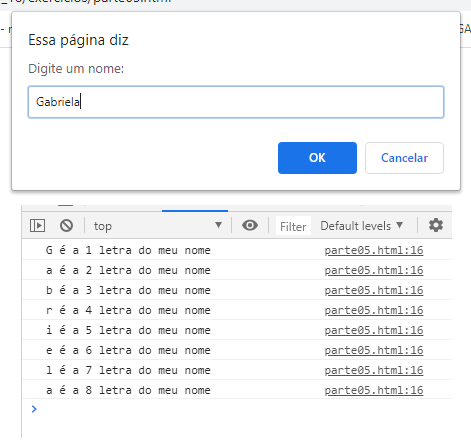 Essa página diz
Digite um nome:
Gabriela
OK Cancelar
top Filter Default levels
G é a 1 letra do meu nome parte05.html:16
a é a 2 letra do meu nome parte05.html:16
b é a 3 letra do meu nome parte05.html:16
r é a 4 letra do meu nome parte05.html:16
i é a 5 letra do meu nome parte05.html:16
e é a 6 letra do meu nome parte05.html:16
l é a 7 letra do meu nome parte05.html:16
a é a 8 letra do meu nome parte05.html:16
>